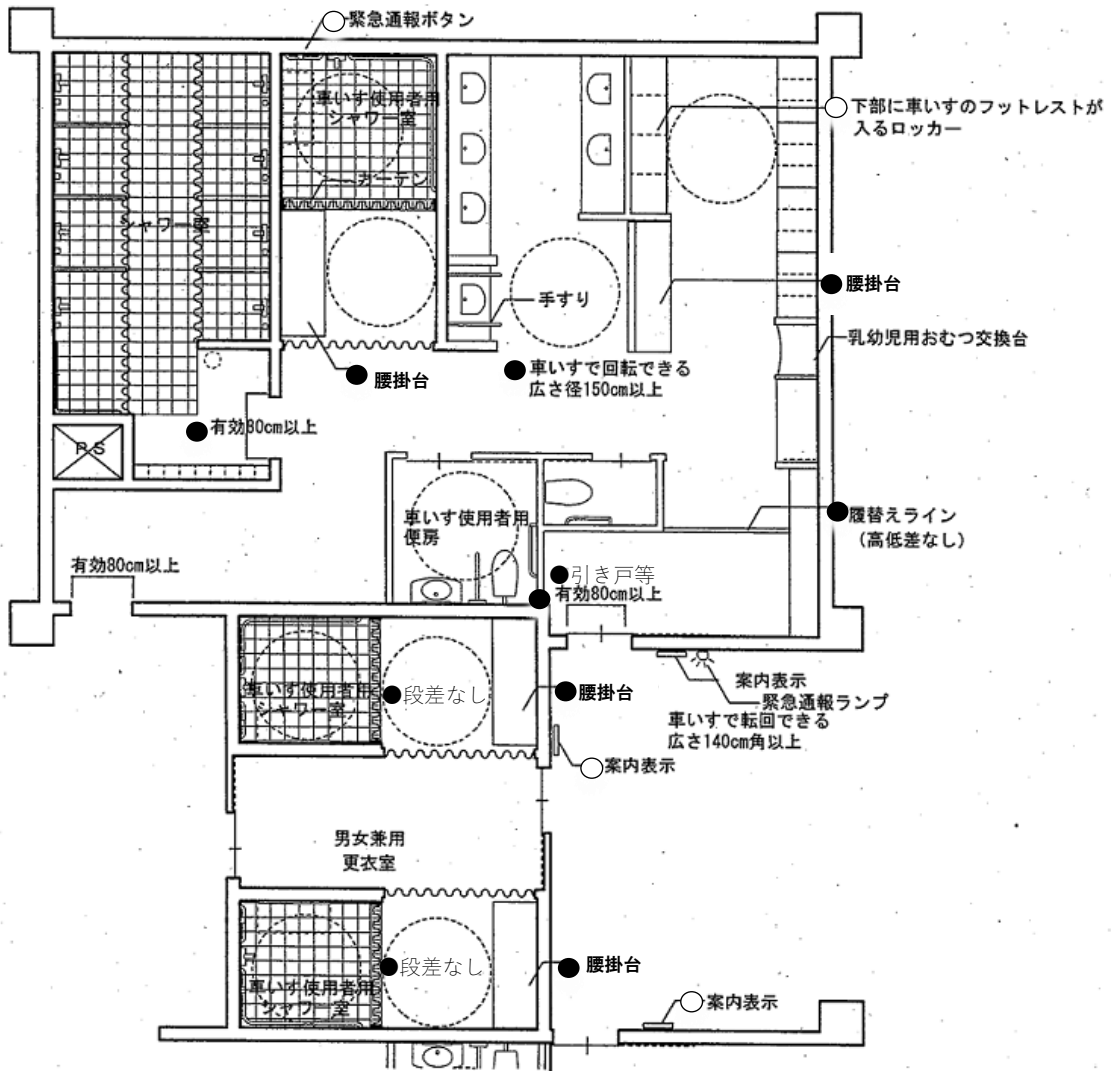 ○緊急通報ボタン
車いす使用者用
シャワー室
カーテン
○下部に車いすのフットレストが
入るロッカー
シャワー室
●腰掛台
手すり
乳幼児用おむつ交換台
●腰掛台
●車いすで回転できる
広さ径150cm以上
●有効80cm以上
PS
車いす使用者用
便房
●履替えライン
(高低差なし)
有効80cm以上
●引き戸等
●有効80cm以上
車いす使用者用
シャワー室
●段差なし
●腰掛台
案内表示
緊急通報ランプ
車いすで転回できる
広さ140cm角以上
○案内表示
男女兼用
更衣室
●段差なし
●腰掛台
車いす使用者用
シャワー室
○案内表示